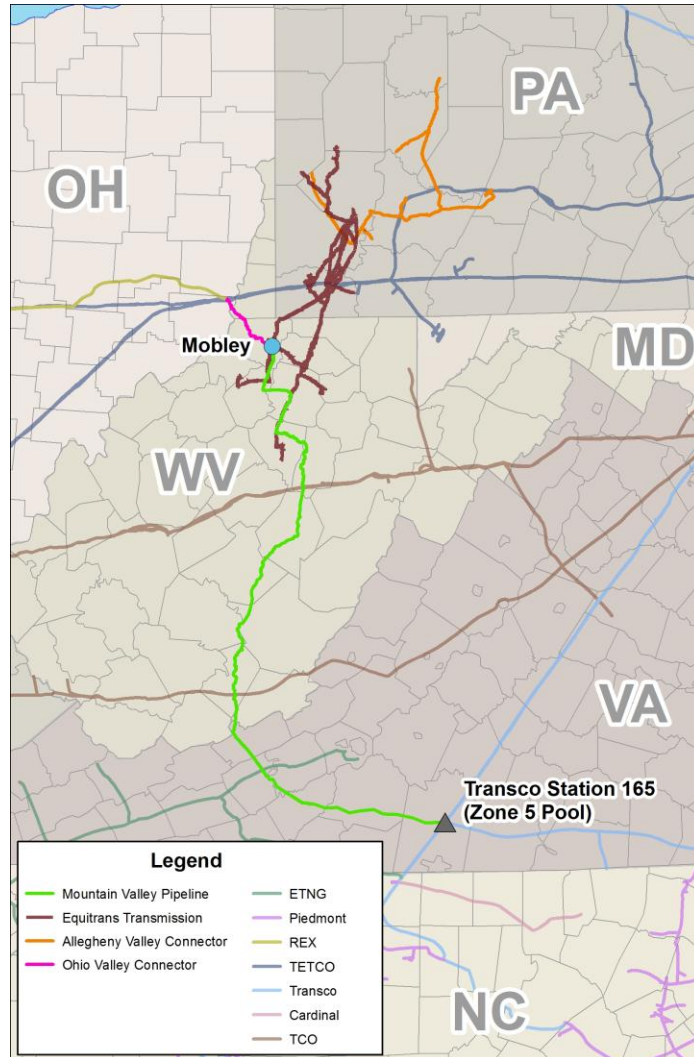 PA
OH
Mobley
MD
WV
VA
Transco Station 165
(Zone 5 Pool)
Legend
Mountain Valley Pipeline
Equitrans Transmission
Allegheny Valley Connector
Ohio Valley Connector
ETNG
Piedmont
REX
TETCO
Transco
Cardinal
TCO
NC